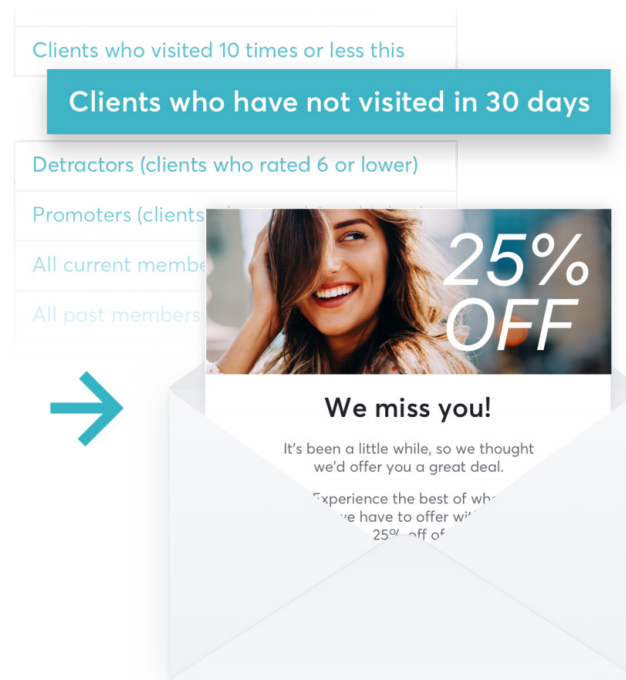 Clients who visited 10 times or less this
Clients who have not visited in 30 days
Detractors (clients who rated 6 or lower)
Promoters (clients
All current membe
All past members
25%
OFF
We miss you!
It's been a little while, so we thought
we'd offer you a great deal.
Experience the best of
we have to offer
25% off of